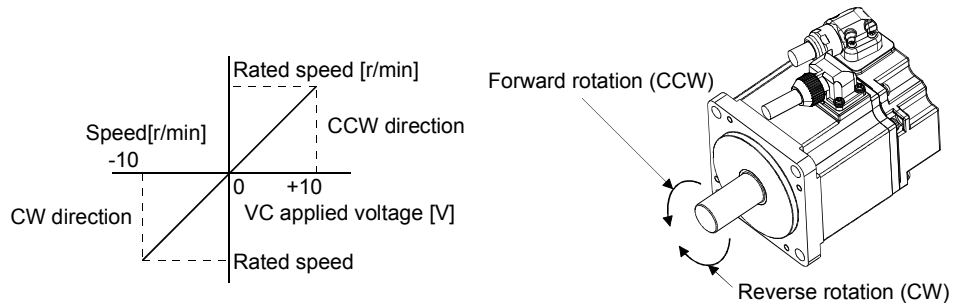 Rated speed [r/min]
Speed[r/min]
CCW direction
-10
0
+10
CW direction
VC applied voltage [V]
Rated speed
Forward rotation (CCW)
Reverse rotation (CW)